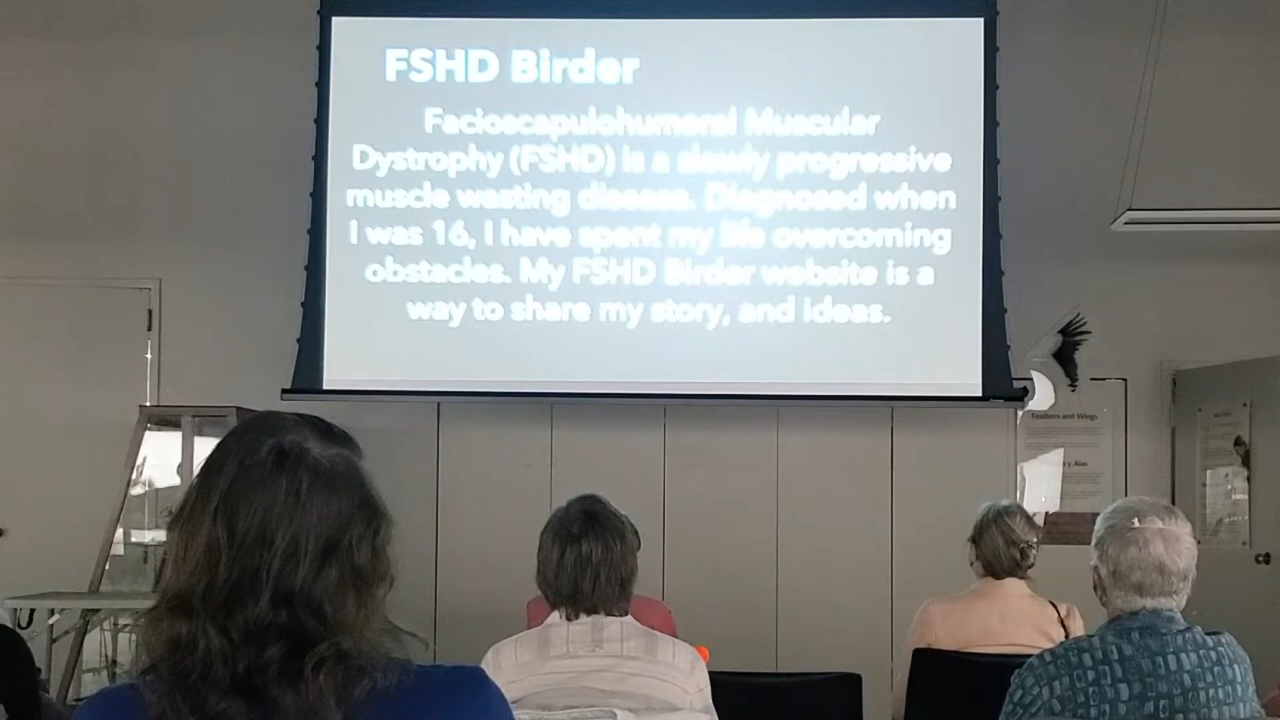 FSHD Birder
Facioscapulohumeral Muscular
Dystrophy (FSHD) is a slowly progressive
muscle wasting disease. Diagnosed when
I was 16, I have spent my life overcoming
obstacles. My FSHD Birder website is a
way to share my story, and ideas.
Feathers and Wings
y Alas